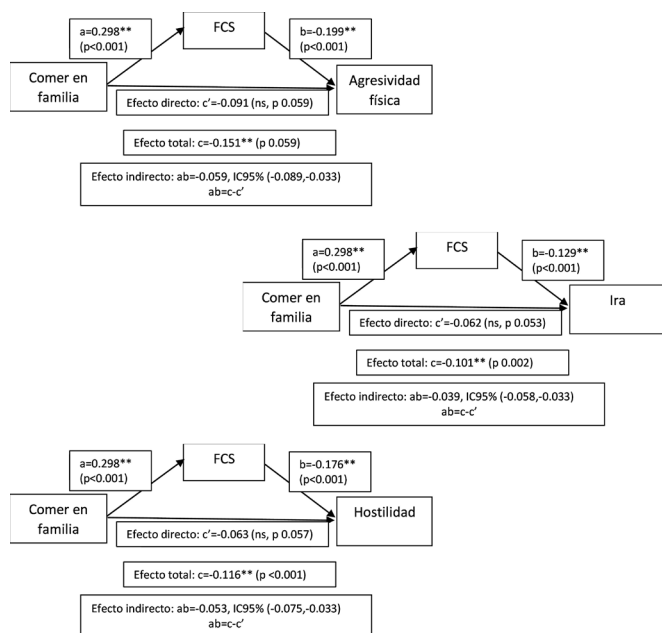 a=0.298**
(p<0.001)
FCS
b=-0.199**
(p<0.001)
Comer en
familia
Agresividad
física
Efecto directo: c'=-0.091 (ns, p 0.059)
Efecto total: c=-0.151** (p 0.059)
Efecto indirecto: ab=-0.059, IC95% (-0.089,-0.033)
ab=c-c'
a=0.298**
(p<0.001)
FCS
b=-0.129**
(p<0.001)
Comer en
familia
Ira
Efecto directo: c'=-0.062 (ns, p 0.053)
Efecto total: c=-0.101** (p 0.002)
Efecto indirecto: ab=-0.039, IC95% (-0.058,-0.033)
ab=c-c'
a=0.298**
(p<0.001)
FCS
b=-0.176**
(p<0.001)
Comer en
familia
Hostilidad
Efecto directo: c'=-0.063 (ns, p 0.057)
Efecto total: c=-0.116** (p <0.001)
Efecto indirecto: ab=-0.053, IC95% (-0.075,-0.033)
ab=c-c'